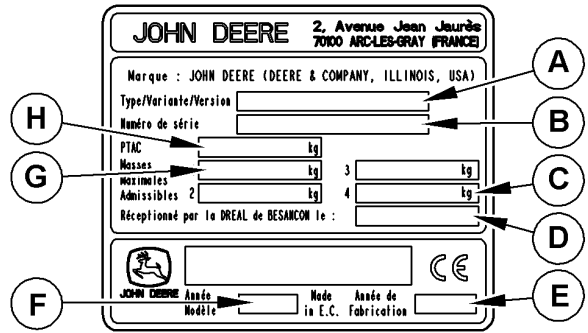 JOHN DEERE
2, Avenue Jean Jaurès
70100 ARC-LES-GRAY (FRANCE)
Marque : JOHN DEERE (DEERE & COMPANY, ILLINOIS, USA)
Type/Variante/Version
Numéro de série
PTAC kg
Masses kg 3 kg
Maximales
Admissibles 2 kg 4 kg
Réceptionné par la DREAL de BESANCON le :
JOHN DEERE
Année Modèle
Made in E.C.
Année de Fabrication
CE
A
B
C
D
E
F
G
H